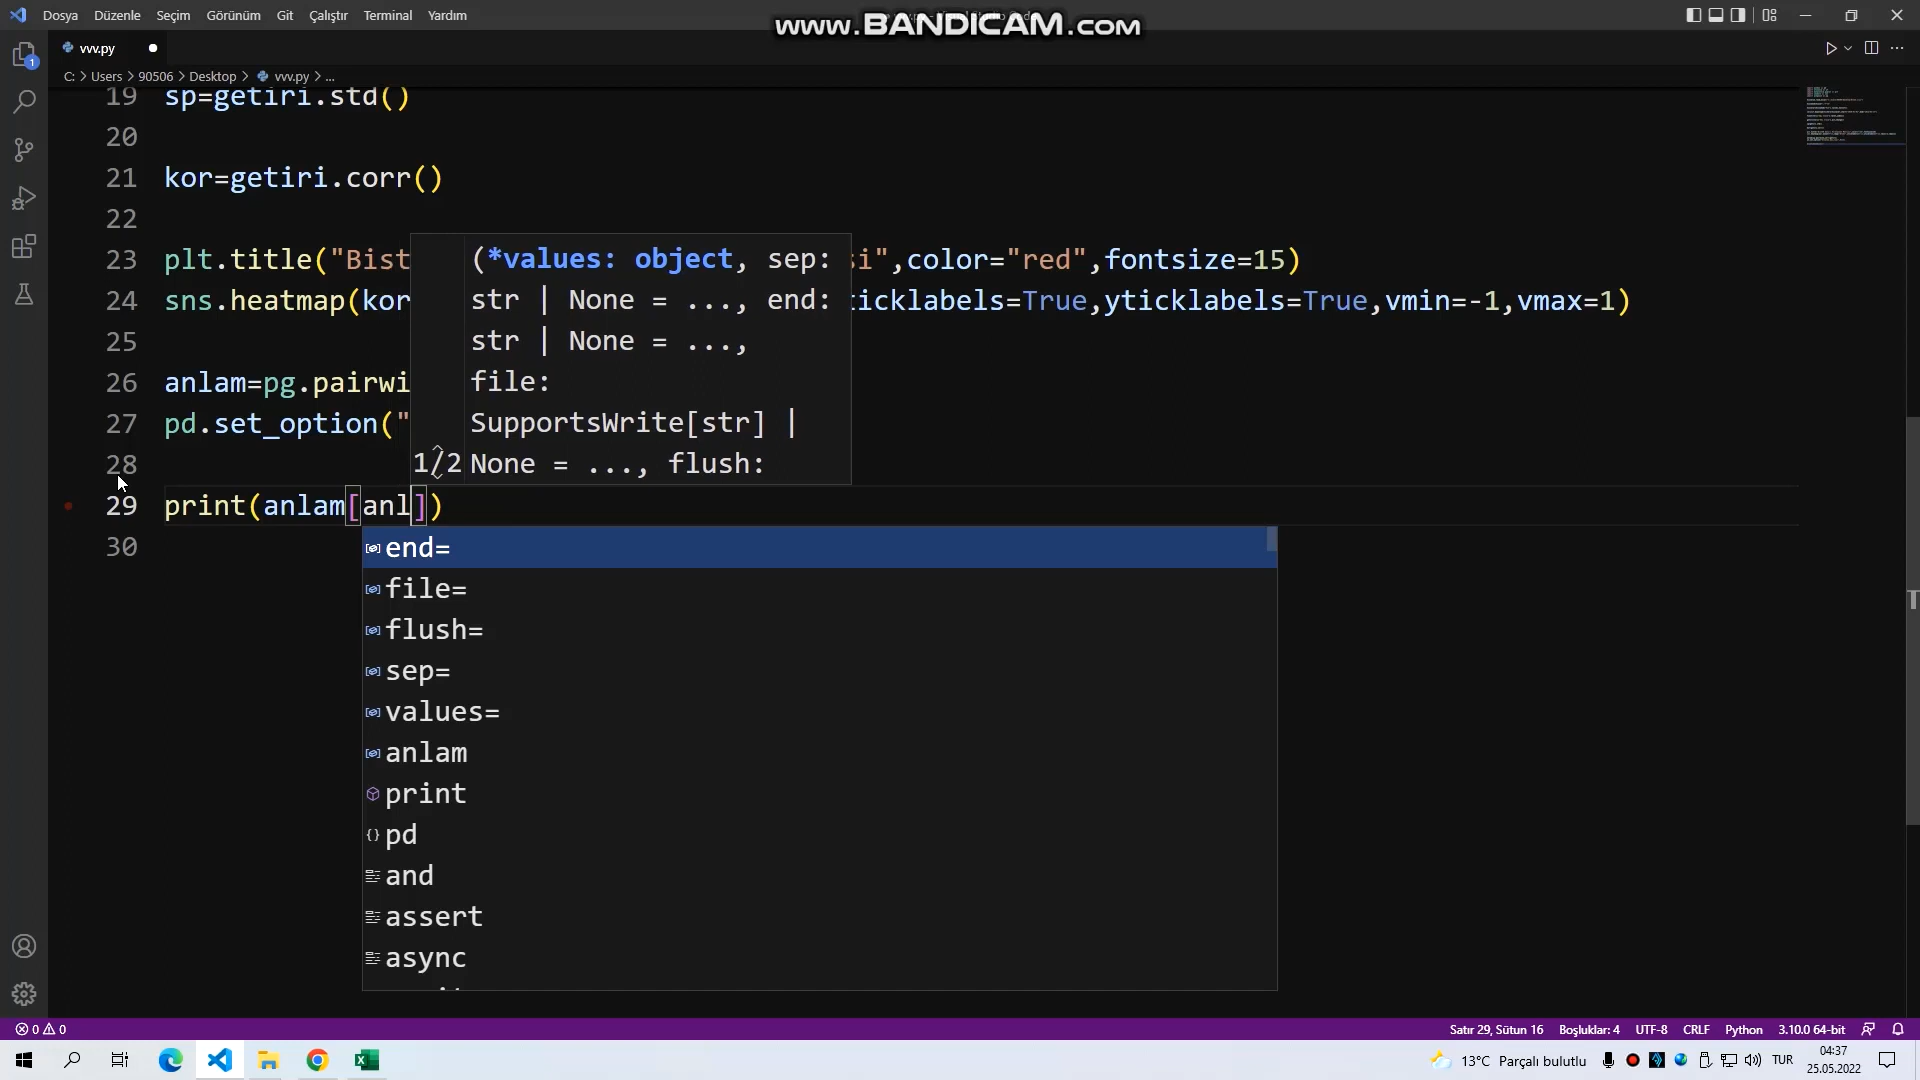 Dosya Düzenle Seçim Görünüm Git Çalıştır Terminal Yardım
www.BANDICAM.com
vvv.py
C: > Users > 90506 > Desktop > vvv.py > ...
1
19 sp=getiri.std()
20
21 kor=getiri.corr()
22
23 plt.title("Bist si",color="red",fontsize=15)
24 sns.heatmap(kor ticklabels=True,yticklabels=True,vmin=-1,vmax=1)
25
26 anlam=pg.pairwi
27 pd.set_option("
28
29 print(anlam[anl])
30
(*values: object, sep:
str | None = ..., end:
str | None = ...,
file:
SupportsWrite[str] |
1/2 None = ..., flush:
end=
file=
flush=
sep=
values=
anlam
print
pd
and
assert
async
0 0
Satır 29, Sütun 16 Boşluklar: 4 UTF-8 CRLF Python 3.10.0 64-bit
13°C Parçalı bulutlu TUR 04:37
25.05.2022